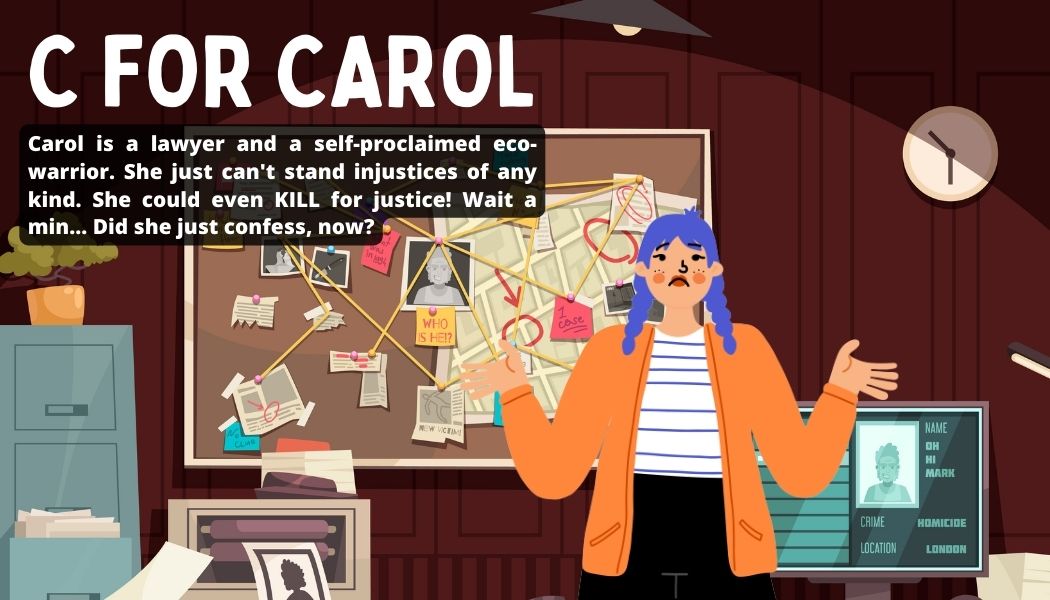 C FOR CAROL
Carol is a lawyer and a self-proclaimed eco-
warrior. She just can't stand injustices of any
kind. She could even KILL for justice! Wait a
min... Did she just confess, now?
WHO
IS HE!?
1
case
NEW VICTIM!
NAME
OH
HI
MARK
CRIME HOMICIDE
LOCATION LONDON